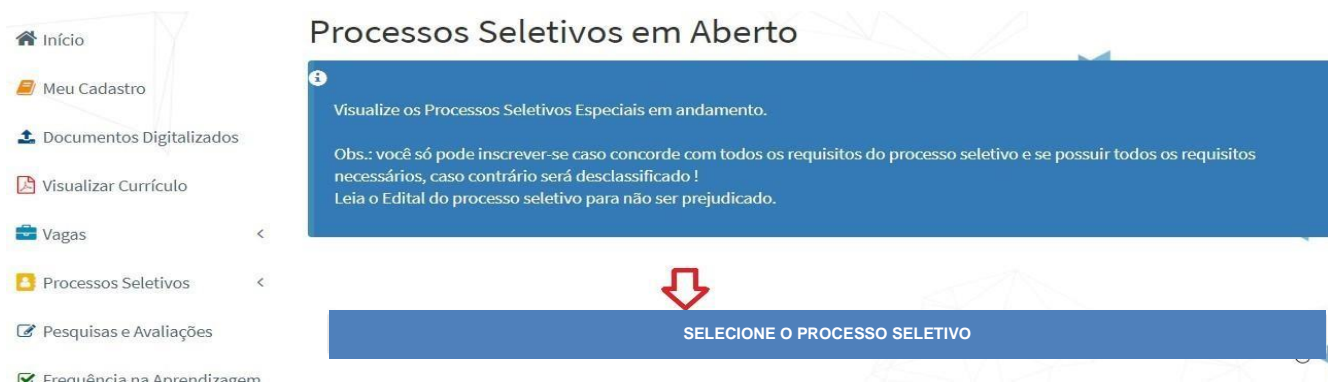 Início
Meu Cadastro
Documentos Digitalizados
Visualizar Currículo
Vagas
Processos Seletivos
Pesquisas e Avaliações
Frequência na Aprendizagem
Processos Seletivos em Aberto
Visualize os Processos Seletivos Especiais em andamento.
Obs.: você só pode inscrever-se caso concorde com todos os requisitos do processo seletivo e se possuir todos os requisitos
necessários, caso contrário será desclassificado !
Leia o Edital do processo seletivo para não ser prejudicado.
SELECIONE O PROCESSO SELETIVO